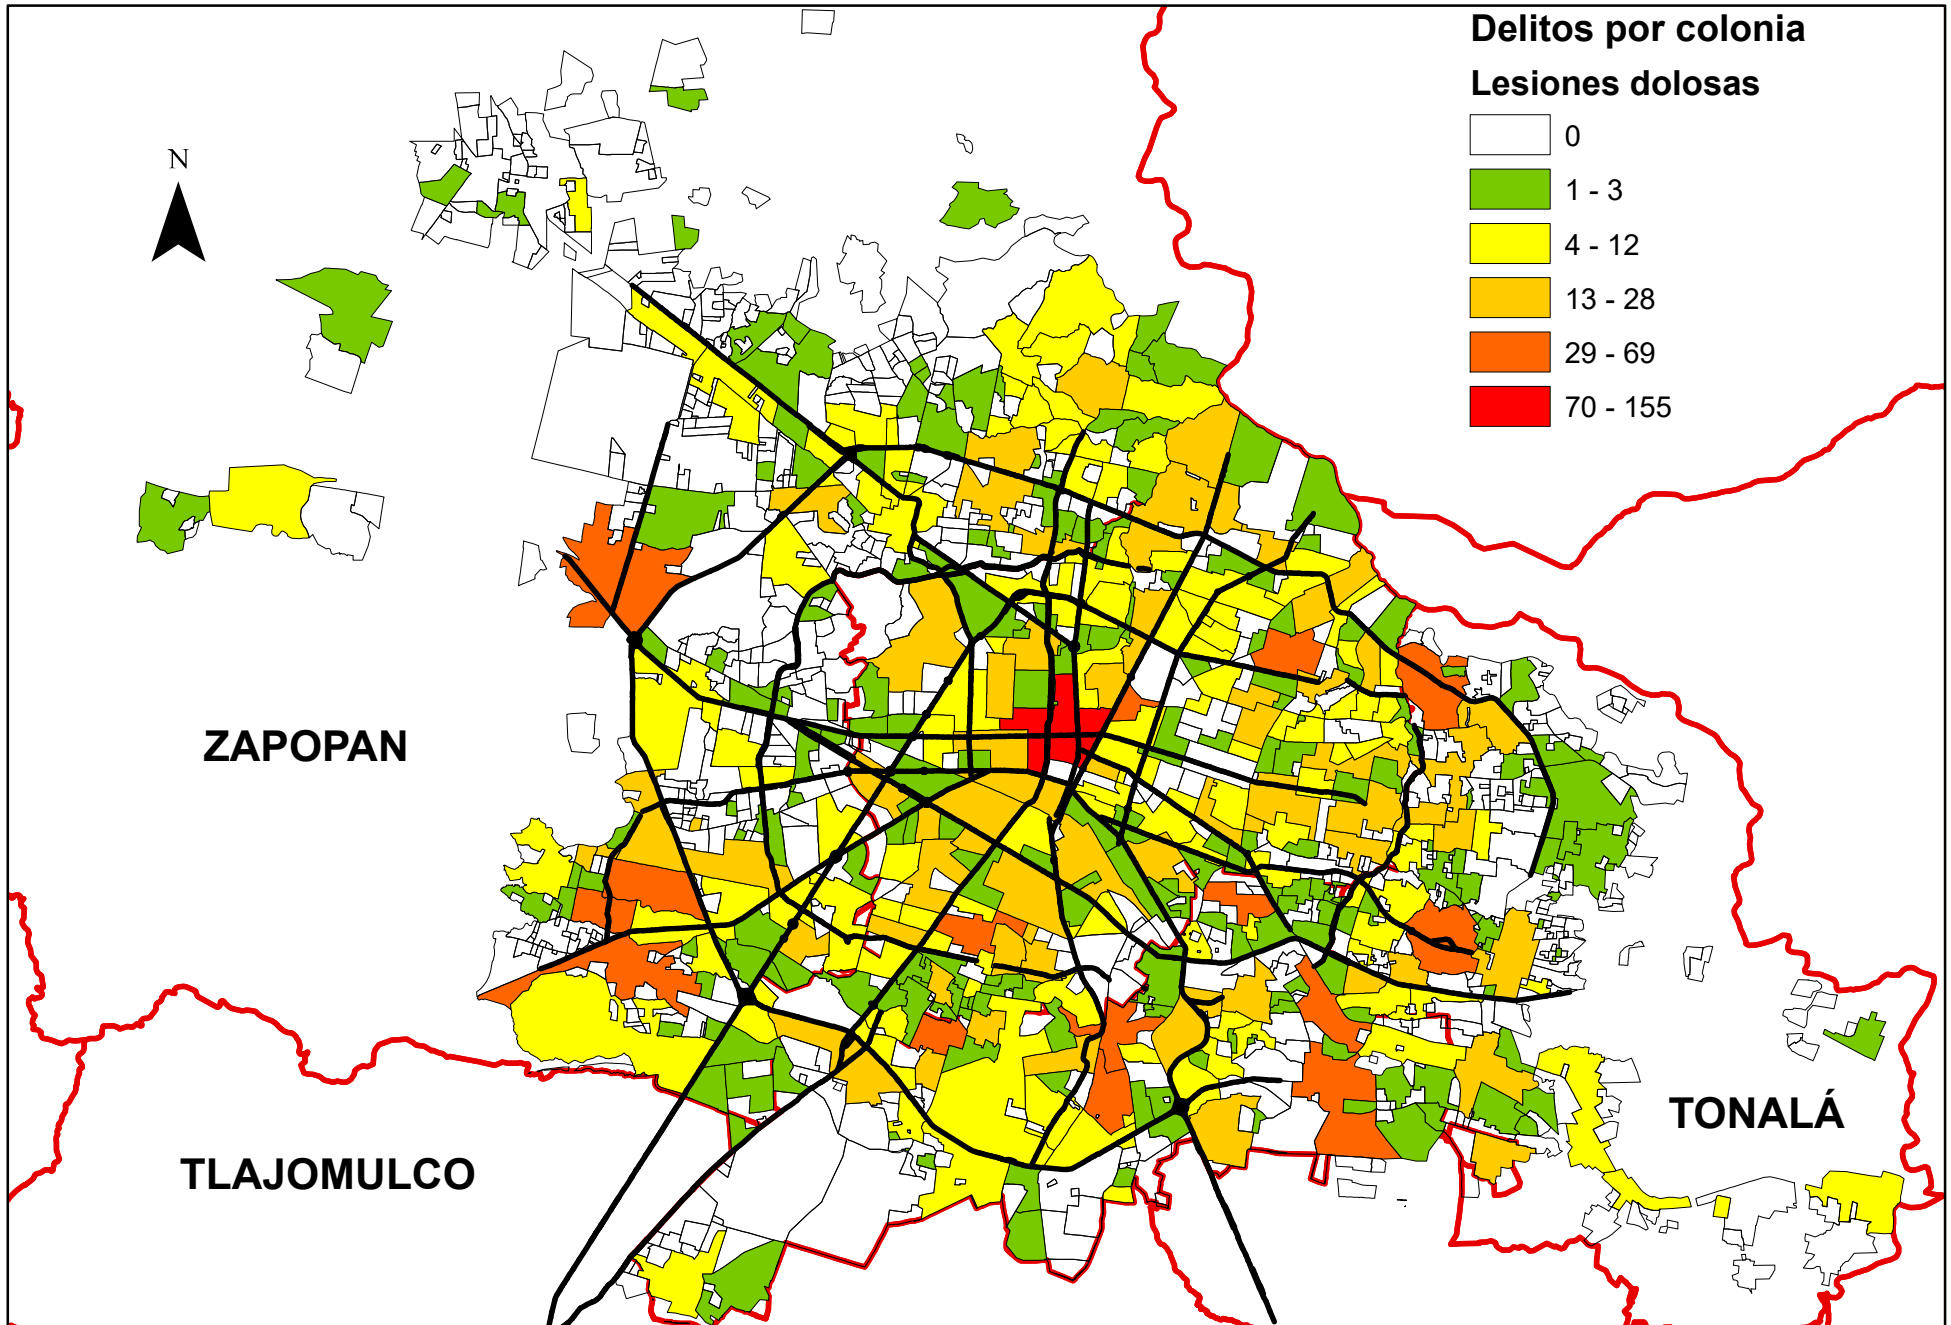 Delitos por colonia
Lesiones dolosas
0
1 - 3
4 - 12
13 - 28
29 - 69
70 - 155
N
ZAPOPAN
TONALÁ
TLAJOMULCO